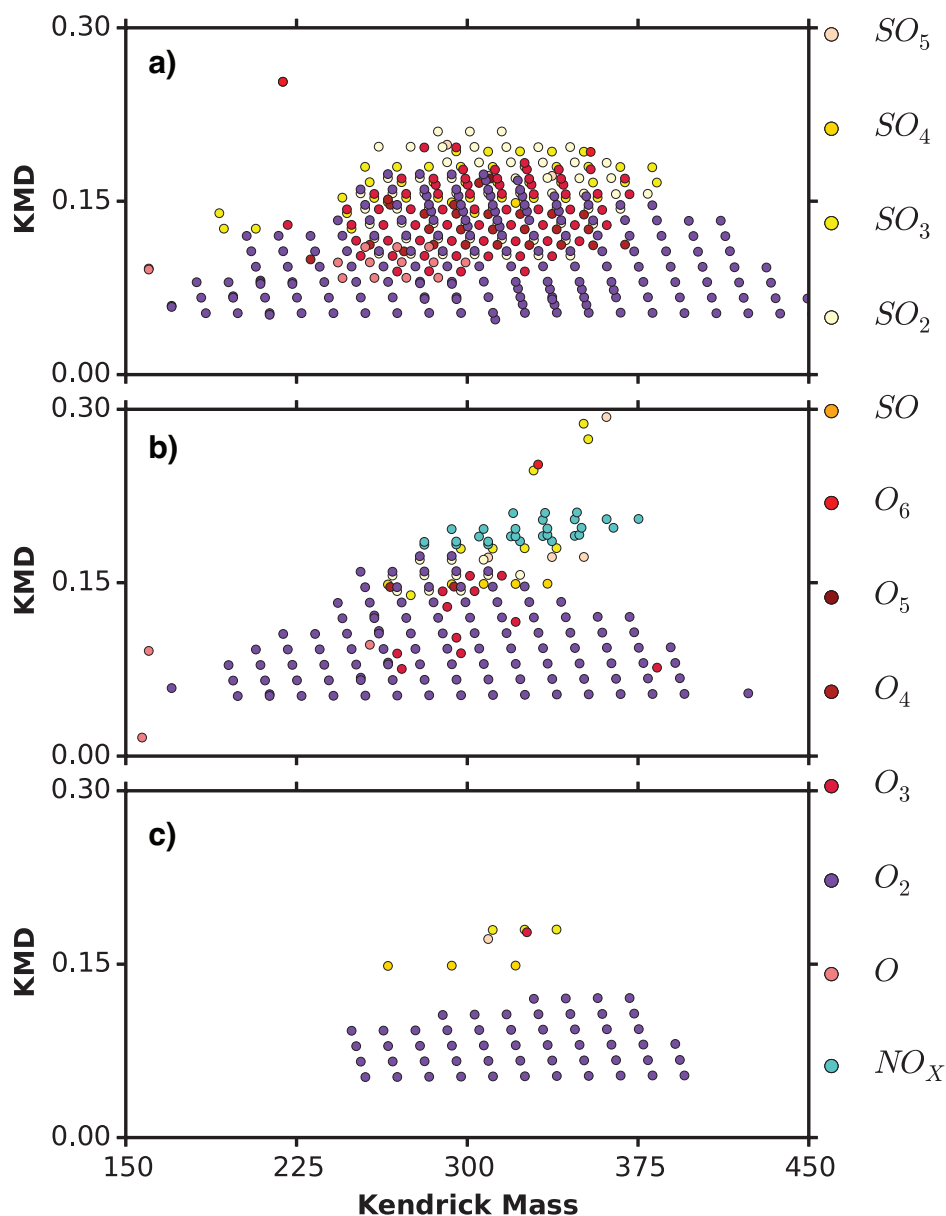 0.30
a)
KMD
0.15
0.00
0.30
b)
KMD
0.15
0.00
0.30
c)
KMD
0.15
0.00
150 225 300 375 450
Kendrick Mass
SO₅
SO₄
SO₃
SO₂
SO
O₆
O₅
O₄
O₃
O₂
O
NO_X